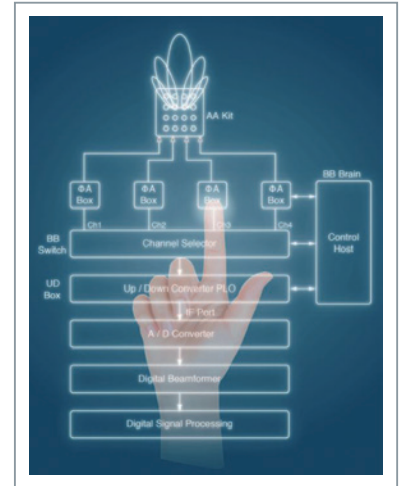 AA Kit
BB Brain
ΦA
Box
ΦA
Box
ΦA
Box
ΦA
Box
Ch1
Ch2
Ch3
Ch4
BB
Switch
Channel Selector
Control
Host
UD
Box
Up / Down Converter PLO
IF Port
A / D Converter
Digital Beamformer
Digital Signal Processing